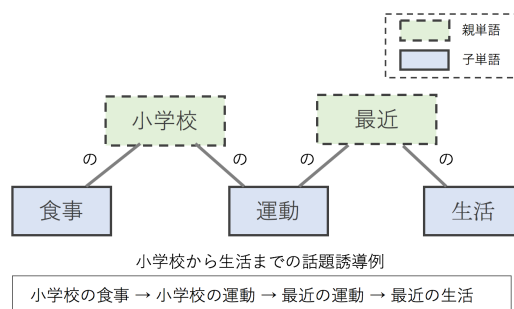 親単語
子単語
小学校
最近
の
の
の
の
食事
運動
生活
小学校から生活までの話題誘導例
小学校の食事 → 小学校の運動 → 最近の運動 → 最近の生活